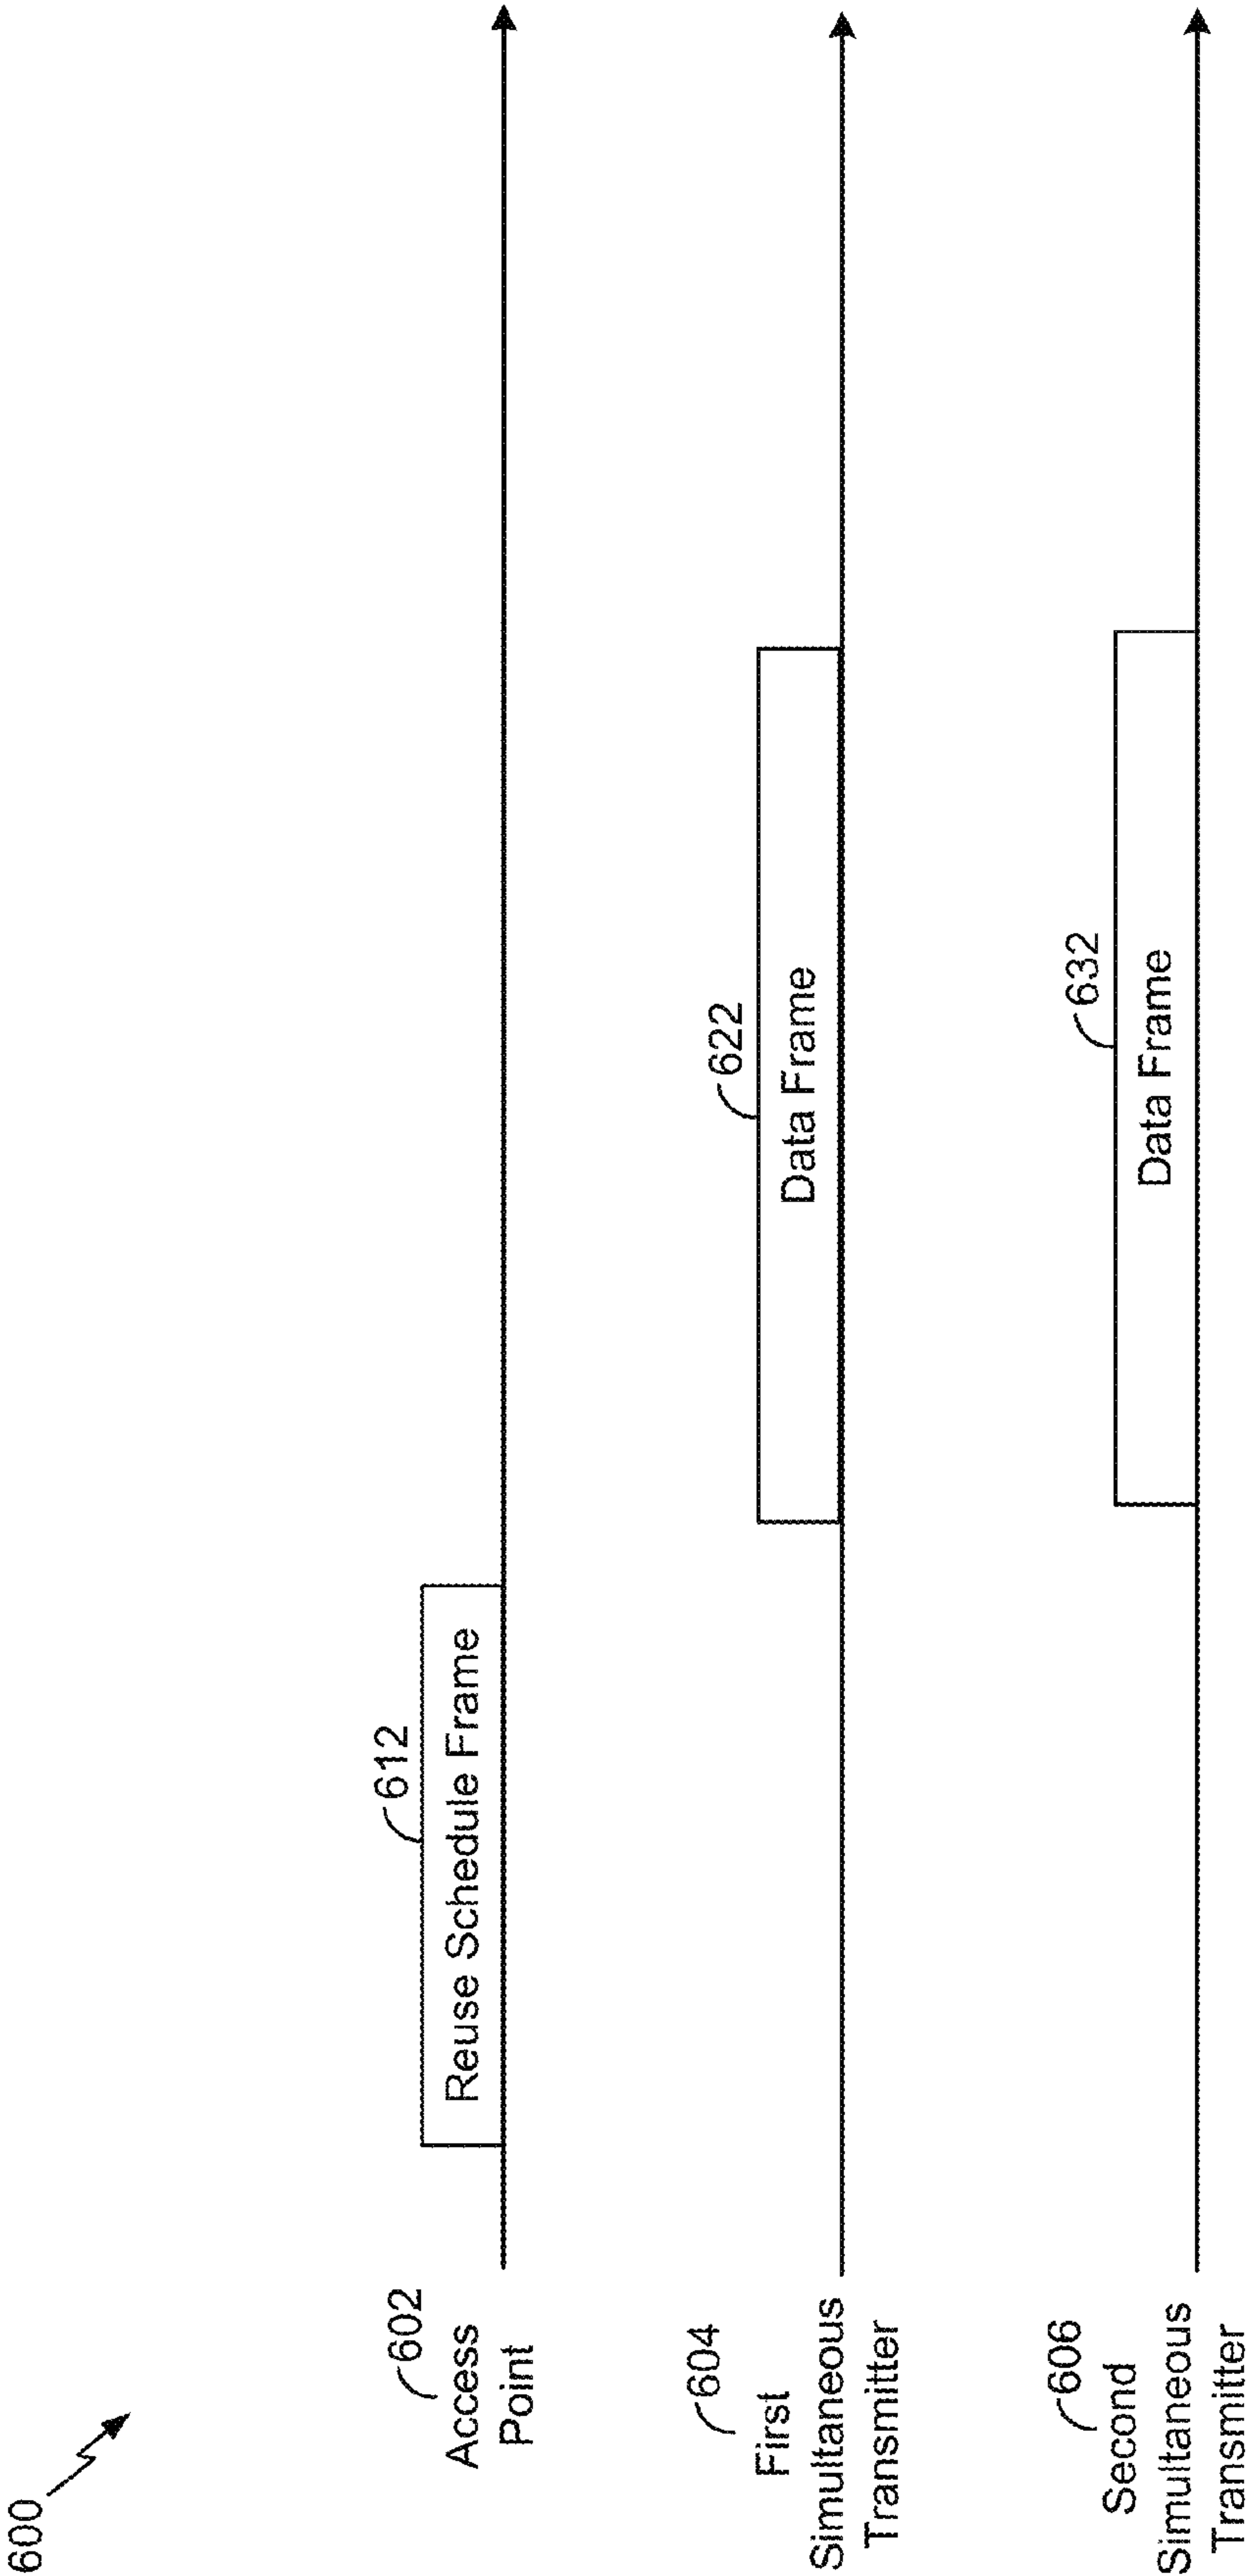 600
602
Access
Point
612
Reuse Schedule Frame
604
First
Simultaneous
Transmitter
622
Data Frame
606
Second
Simultaneous
Transmitter
632
Data Frame